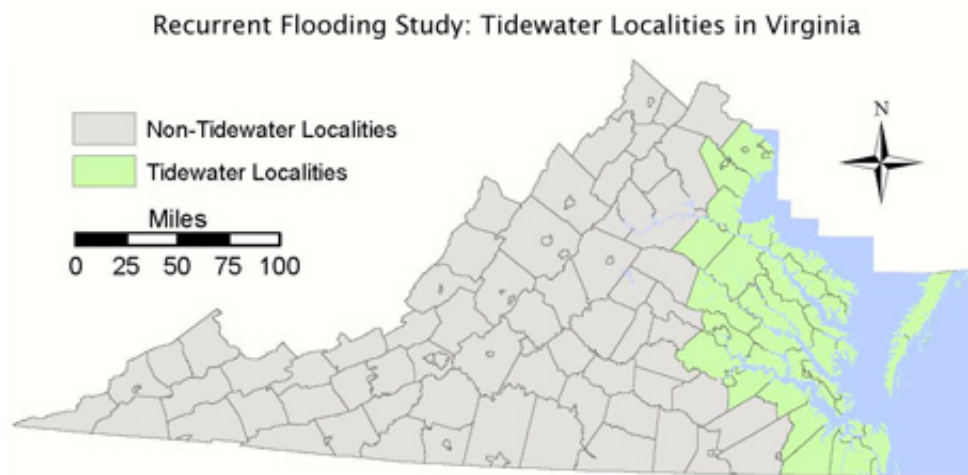 Recurrent Flooding Study: Tidewater Localities in Virginia
N
Non-Tidewater Localities
Tidewater Localities
Miles
0 25 50 75 100